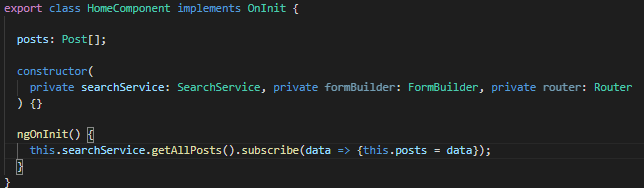 export class HomeComponent implements OnInit {
posts: Post[];
constructor(
private searchService: SearchService, private formBuilder: FormBuilder, private router: Router
) {}
ngOnInit() {
this.searchService.getAllPosts().subscribe(data => {this.posts = data});
}
}